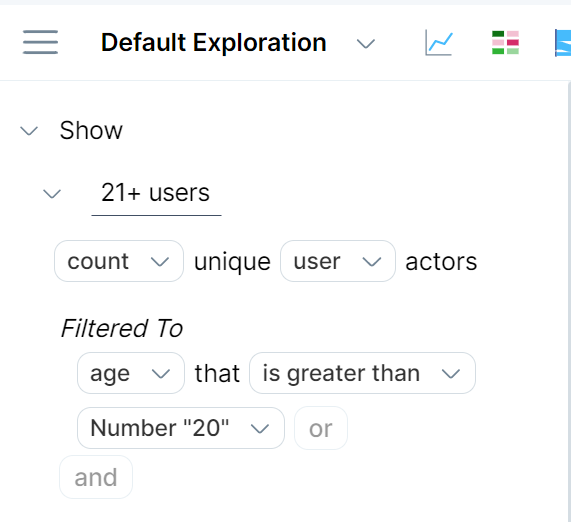 Default Exploration
Show
21+ users
count unique user actors
Filtered To
age that is greater than
Number "20" or
and